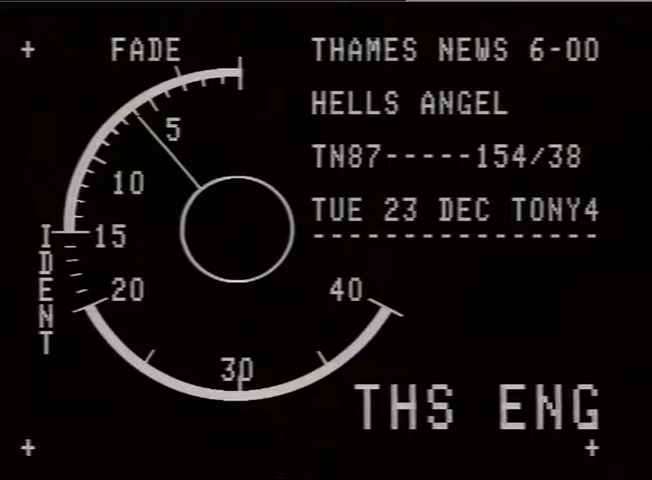 FADE
THAMES NEWS 6-00
HELLS ANGEL
TN87-----154/38
TUE 23 DEC TONY4
----------------
5
10
15
20
30
40
IDENT
THS ENG